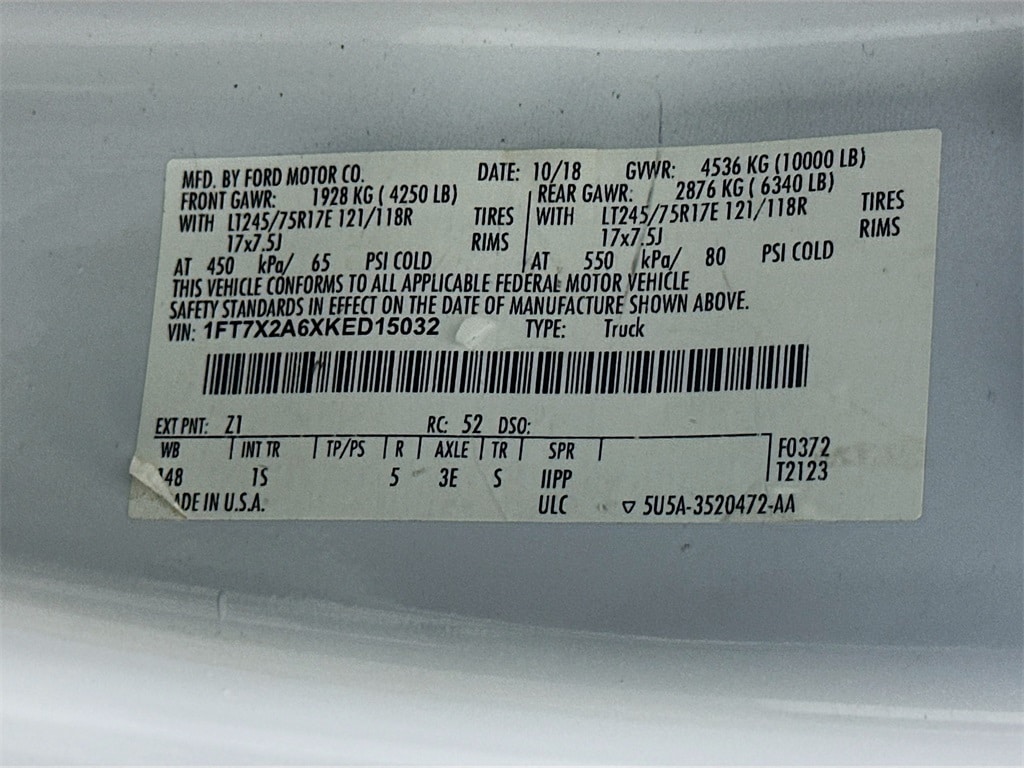 MFD. BY FORD MOTOR CO. DATE: 10/18 GVWR: 4536 KG (10000 LB)
FRONT GAWR: 1928 KG ( 4250 LB) REAR GAWR: 2876 KG ( 6340 LB)
WITH LT245/75R17E 121/118R TIRES WITH LT245/75R17E 121/118R TIRES
17x7.5J RIMS 17x7.5J RIMS
AT 450 kPa/ 65 PSI COLD AT 550 kPa/ 80 PSI COLD
THIS VEHICLE CONFORMS TO ALL APPLICABLE FEDERAL MOTOR VEHICLE
SAFETY STANDARDS IN EFFECT ON THE DATE OF MANUFACTURE SHOWN ABOVE.
VIN: 1FT7X2A6XKED15032 TYPE: Truck
EXT PNT: Z1 RC: 52 DSO:
WB INT TR TP/PS R AXLE TR SPR F0372
148 1S 5 3E S IIPP T2123
ADE IN U.S.A. ULC ▽ 5U5A-3520472-AA